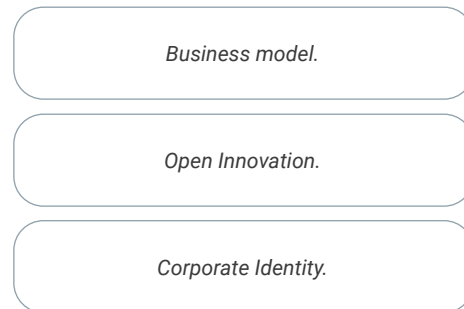 Business model.
Open Innovation.
Corporate Identity.